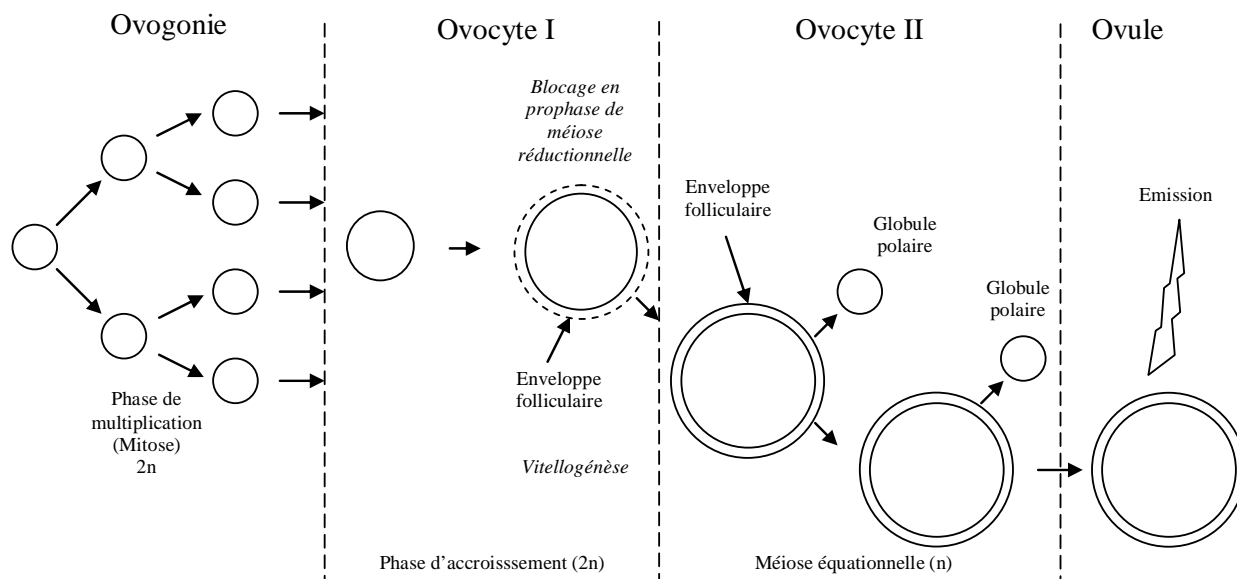 Ovogonie
Ovocyte I
Ovocyte II
Ovule
Phase de
multiplication
(Mitose)
2n
Blocage en
prophase de
méiose
réductionnelle
Enveloppe
folliculaire
Vitellogénèse
Phase d'accroisssement (2n)
Enveloppe
folliculaire
Globule
polaire
Globule
polaire
Méiose équationnelle (n)
Emission